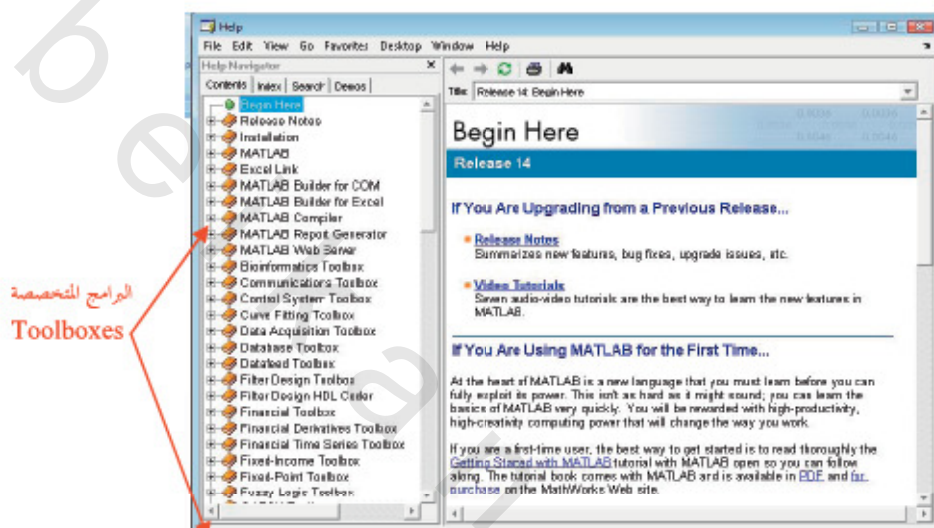 Help
File Edit View Go Favorites Desktop Window Help
Help Navigator
Contents Index Search Demos
Title: Release 14: Begin Here
Begin Here
Release Notes
Installation
MATLAB
Excel Link
MATLAB Builder for COM
MATLAB Builder for Excel
MATLAB Compiler
MATLAB Report Generator
MATLAB Web Server
Bioinformatics Toolbox
Communications Toolbox
Control System Toolbox
Curve Fitting Toolbox
Data Acquisition Toolbox
Database Toolbox
Datafeed Toolbox
Filter Design Toolbox
Filter Design HDL Coder
Financial Toolbox
Financial Derivatives Toolbox
Financial Time Series Toolbox
Fixed-Income Toolbox
Fixed-Point Toolbox
Fuzzy Logic Toolbox
البرامج المتخصصة
Toolboxes
Begin Here
Release 14
If You Are Upgrading from a Previous Release...
Release Notes
Summarizes new features, bug fixes, upgrade issues, etc.
Video Tutorials
Seven audio-video tutorials are the best way to learn the new features in
MATLAB.
If You Are Using MATLAB for the First Time...
At the heart of MATLAB is a new language that you must learn before you can
fully exploit its power. This isn't as hard as it might sound; you can learn the
basics of MATLAB very quickly. You will be rewarded with high-productivity,
high-creativity computing power that will change the way you work.
If you are a first-time user, the best way to get started is to read thoroughly the
Getting Started with MATLAB tutorial with MATLAB open so you can follow
along. The tutorial book comes with MATLAB and is available in PDF and for
purchase on the MathWorks Web site.